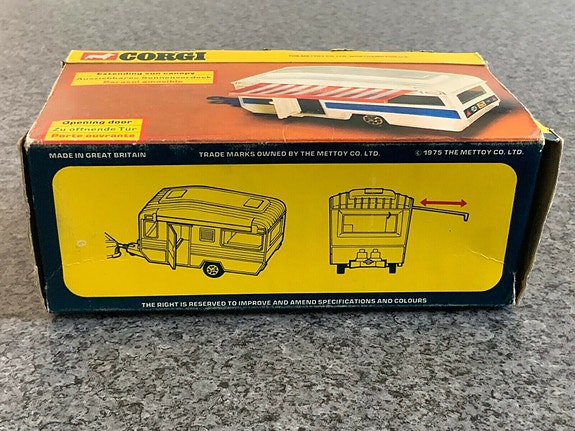 CORGI
Extending sun canopy
Ausziehbares Sonnenverdeck
Opening door
Zu öffnende Tür
Porte ouvrante
MADE IN GREAT BRITAIN
TRADE MARKS OWNED BY THE METTOY CO. LTD.
© 1975 THE METTOY CO. LTD.
THE RIGHT IS RESERVED TO IMPROVE AND AMEND SPECIFICATIONS AND COLOURS